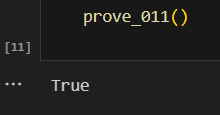 prove_011()
[11]
... True